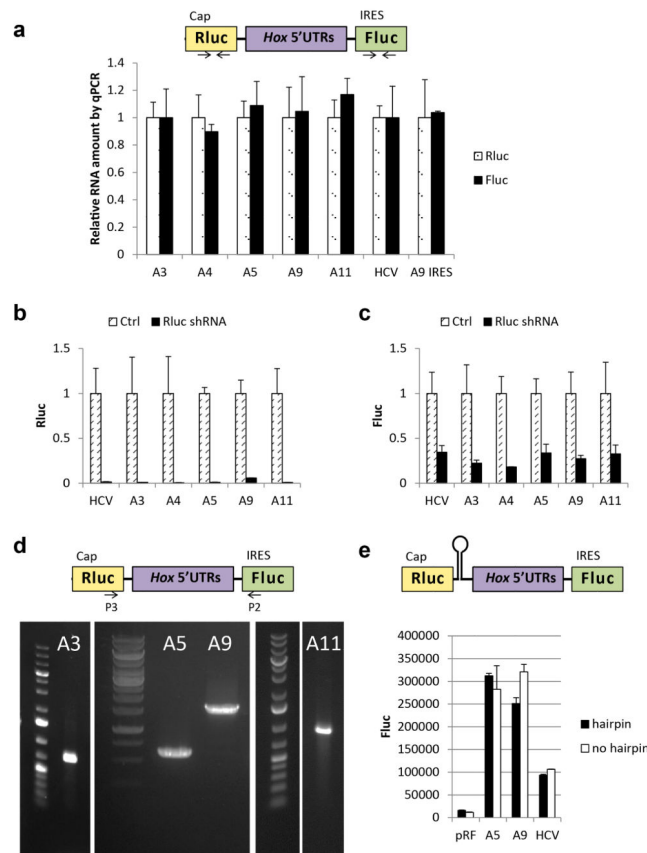 a
Cap
IRES
Rluc
Hox 5'UTRs
Fluc
Relative RNA amount by qPCR
1.4
1.2
1
0.8
0.6
0.4
0.2
0
A3 A4 A5 A9 A11 HCV A9 IRES
Rluc
Fluc
b
Ctrl Rluc shRNA
Rluc
1.5
1
0.5
0
HCV A3 A4 A5 A9 A11
c
Ctrl Rluc shRNA
Fluc
1.5
1
0.5
0
HCV A3 A4 A5 A9 A11
d
Cap
IRES
Rluc
Hox 5'UTRs
Fluc
P3
P2
A3
A5
A9
A11
e
Cap
IRES
Rluc
Hox 5'UTRs
Fluc
Fluc
400000
350000
300000
250000
200000
150000
100000
50000
0
pRF A5 A9 HCV
hairpin
no hairpin